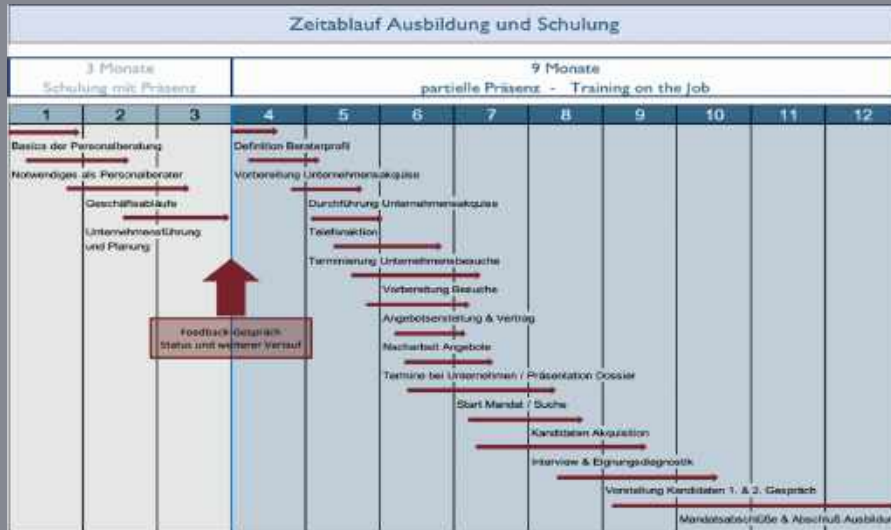 Zeitablauf Ausbildung und Schulung
3 Monate
Schulung mit Präsenz
9 Monate
partielle Präsenz - Training on the Job
1 2 3 4 5 6 7 8 9 10 11 12
Basics der Personalberatung
Definition Beraterprofil
Notwendiges als Personalberater
Vorbereitung Unternehmensakquise
Geschäftsabläufe
Durchführung Unternehmensakquise
Unternehmensführung
und Planung
Telefonaktion
Terminierung Unternehmensbesuche
Vorbereitung Besuche
Feedback-Gespräch
Status und weiterer Verlauf
Angebotserstellung & Vertrag
Nacharbeit Angebote
Termine bei Unternehmen / Präsentation Dossier
Start Mandat / Suche
Kandidaten Akquisition
Interview & Eignungsdiagnostik
Vorstellung Kandidaten 1. & 2. Gespräch
Mandatsabschlüße & Abschluß Ausbildu